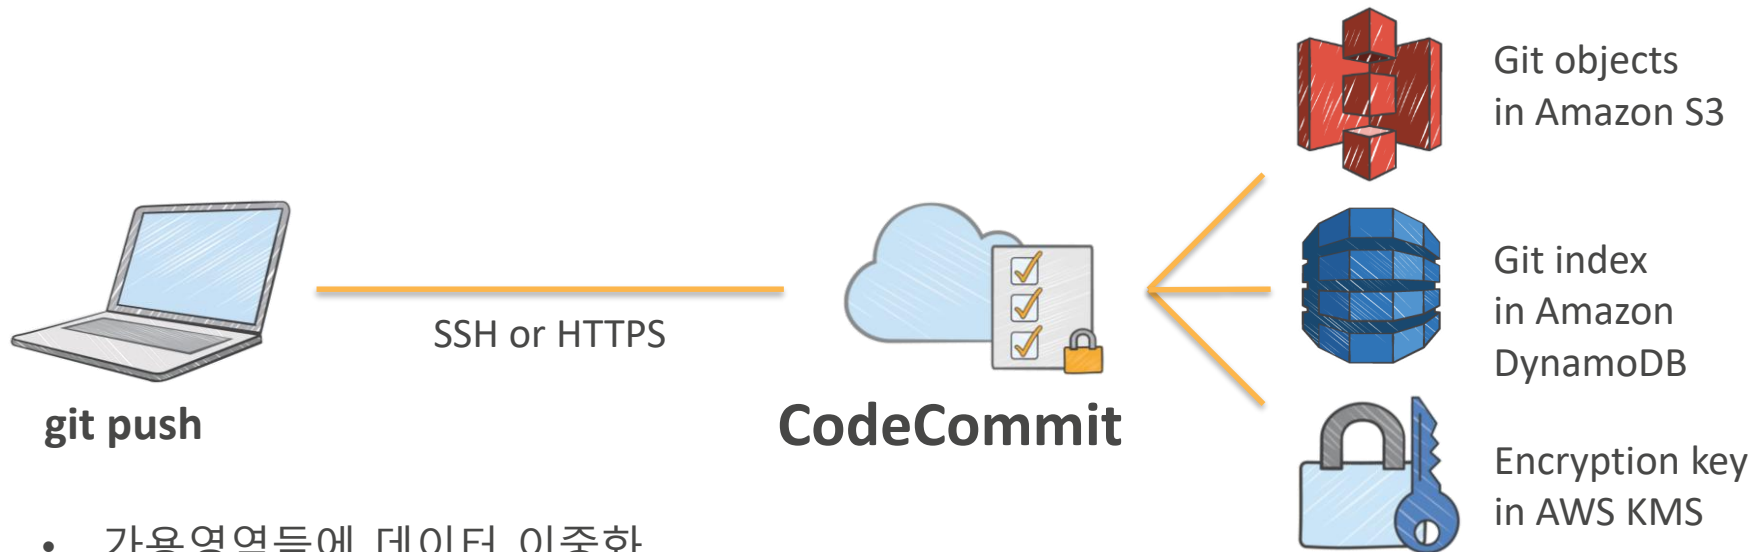 Git objects
in Amazon S3
SSH or HTTPS
git push
CodeCommit
Git index
in Amazon
DynamoDB
Encryption key
in AWS KMS
• 가용영역들에 데이터 이중화